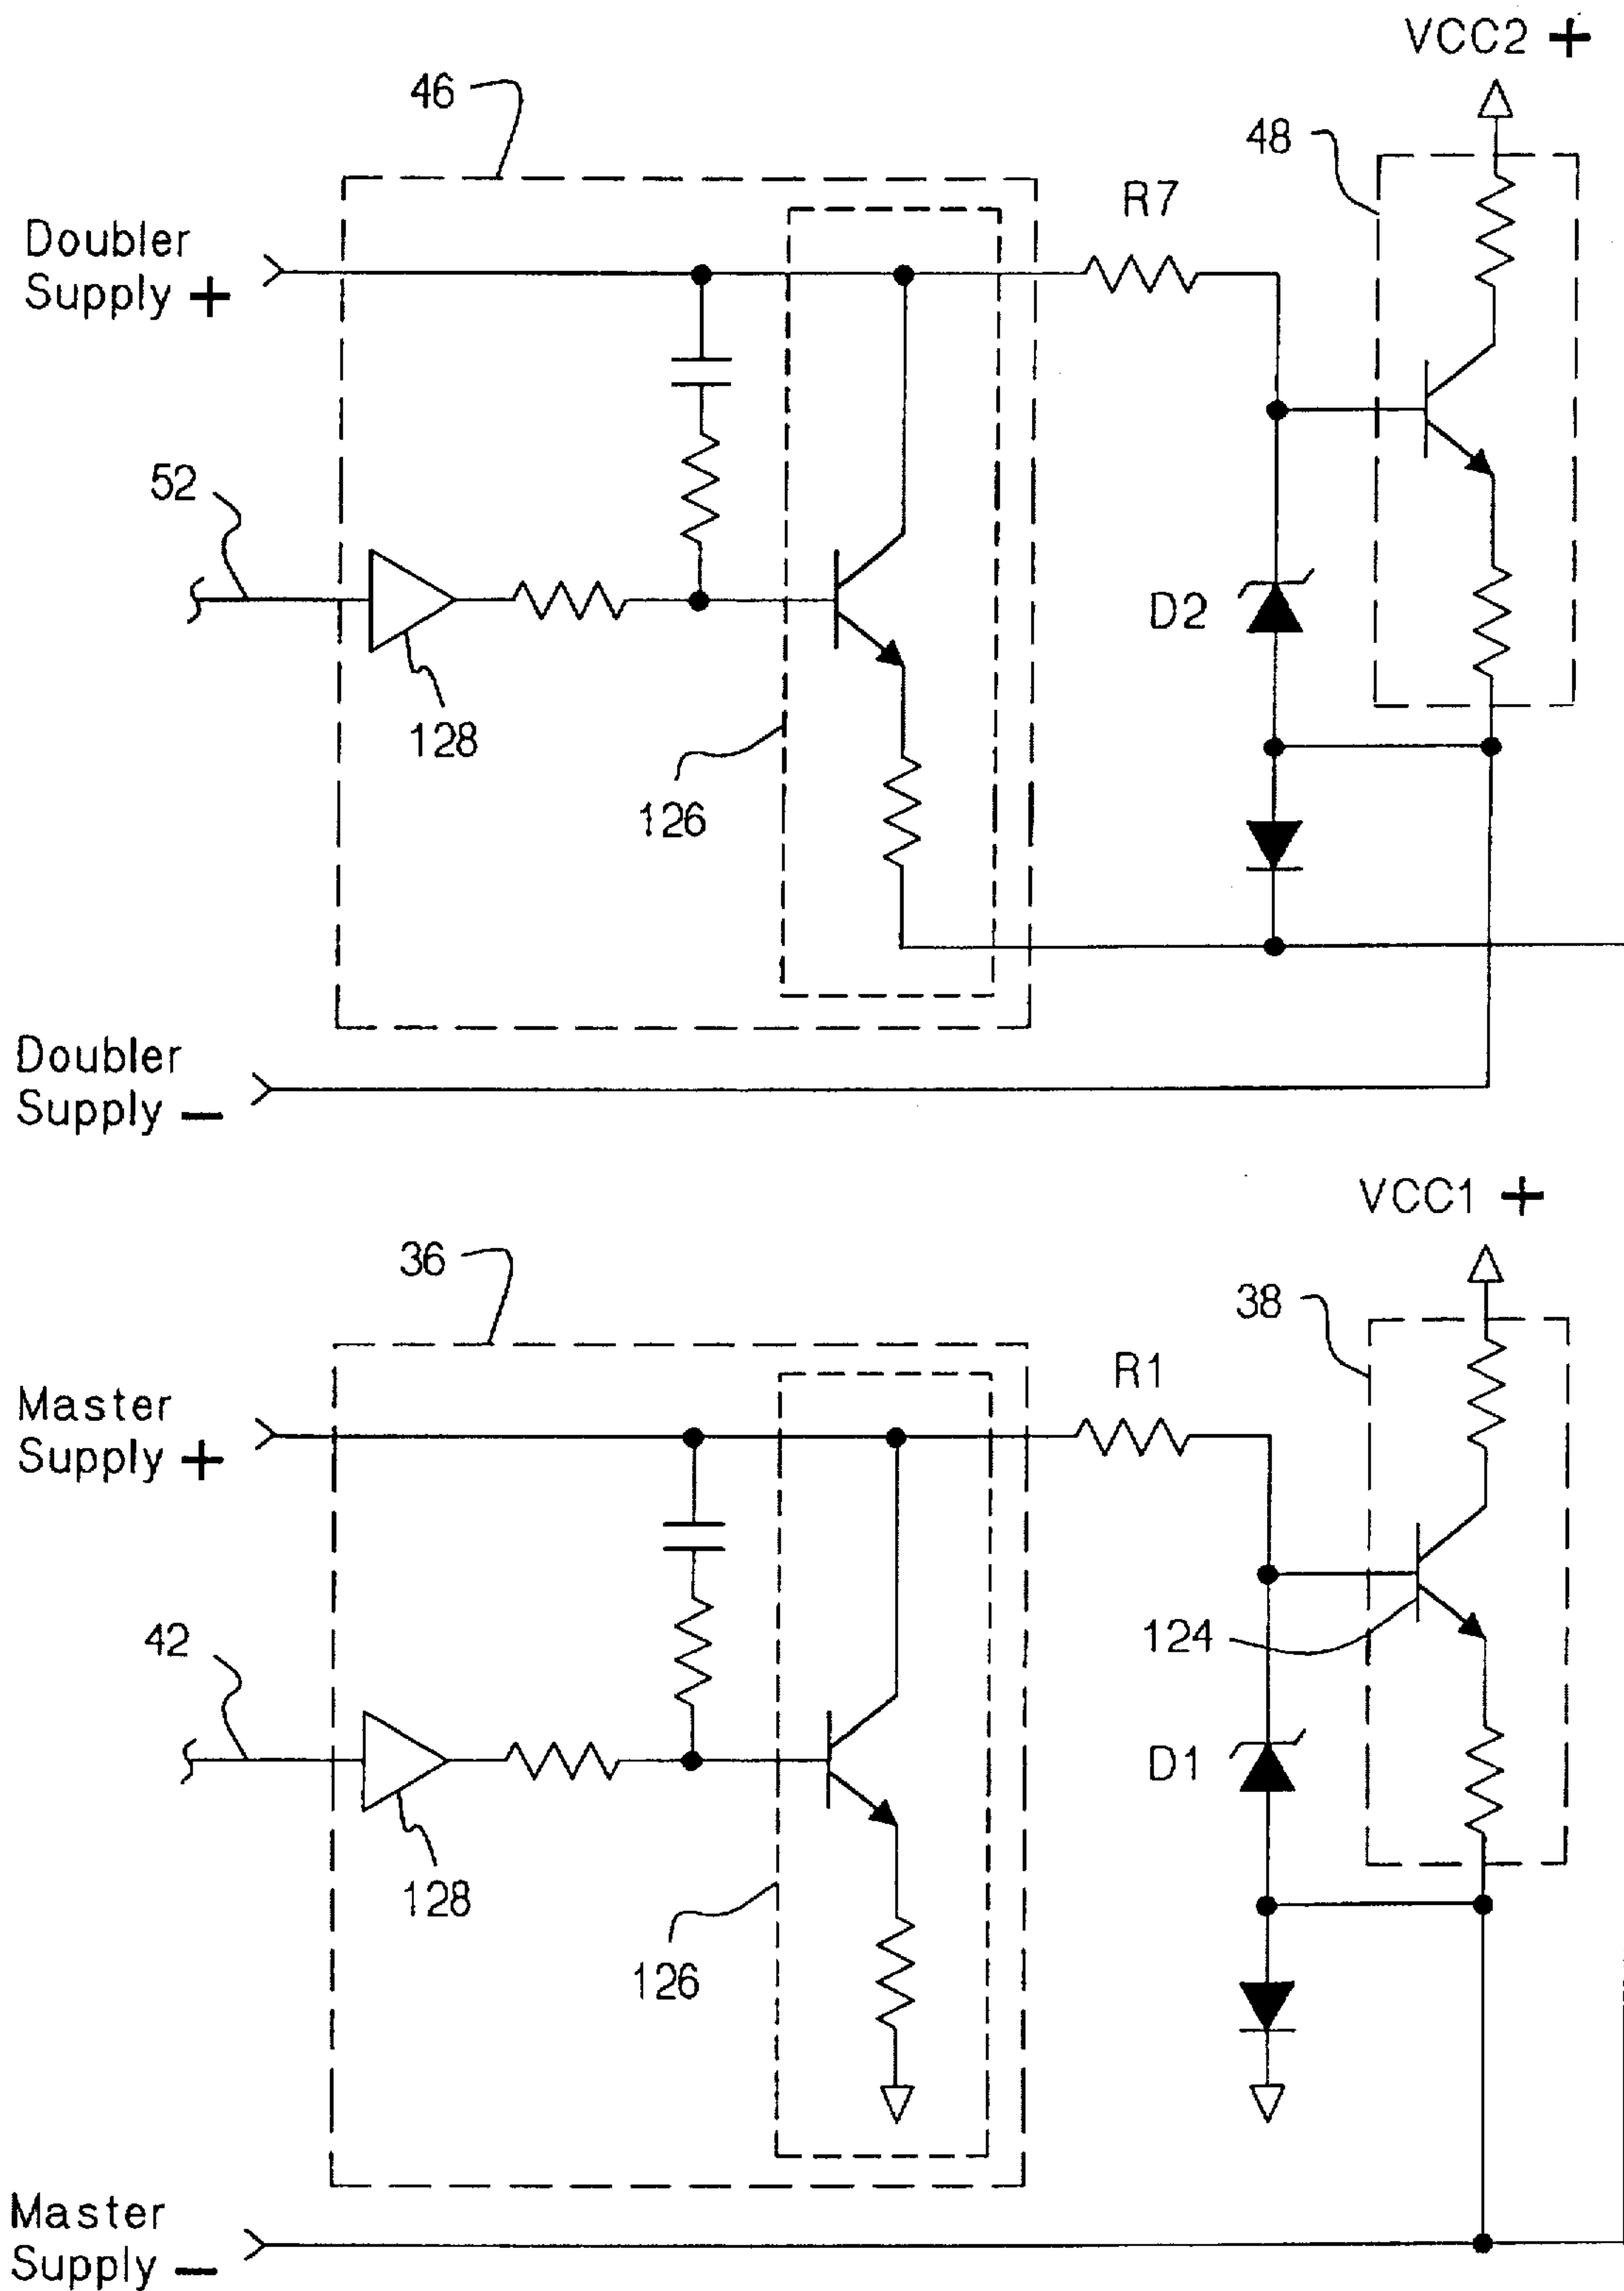 VCC2 +
46
48
R7
Doubler
Supply +
52
D2
128
126
Doubler
Supply −
VCC1 +
36
38
R1
Master
Supply +
124
42
D1
128
126
Master
Supply −